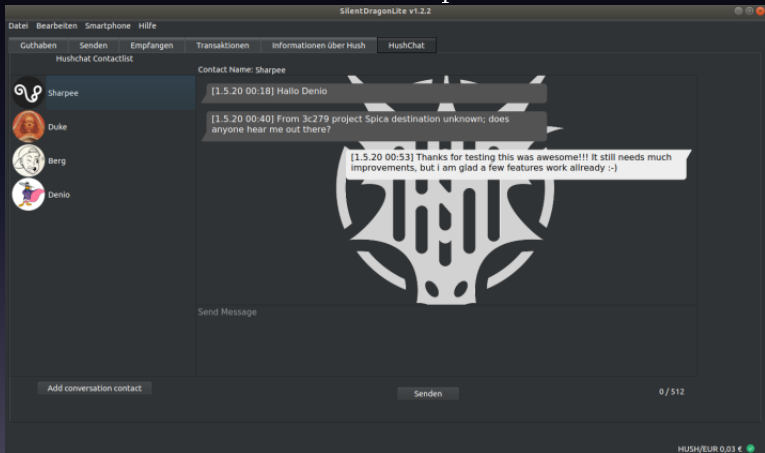 SilentDragonLite v1.2.2
Datei Bearbeiten Smartphone Hilfe
Guthaben Senden Empfangen Transaktionen Informationen über Hush HushChat
Hushchat Contactlist
Contact Name: Sharpee
Sharpee
Duke
Berg
Denio
[1.5.20 00:18] Hallo Denio
[1.5.20 00:40] From 3c279 project Spica destination unknown; does
anyone hear me out there?
[1.5.20 00:53] Thanks for testing this was awesome!!! It still needs much
improvements, but i am glad a few features work allready :-)
Send Message
Add conversation contact
Senden
0 / 512
HUSH/EUR 0,03 €